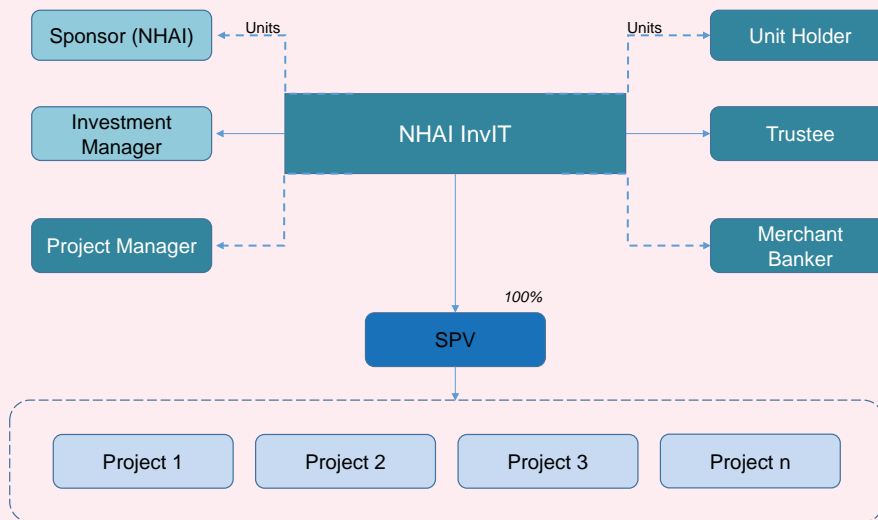 Sponsor (NHAI)
Units
Units
Unit Holder
Investment
Manager
NHAI InvIT
Trustee
Project Manager
Merchant
Banker
100%
SPV
Project 1
Project 2
Project 3
Project n